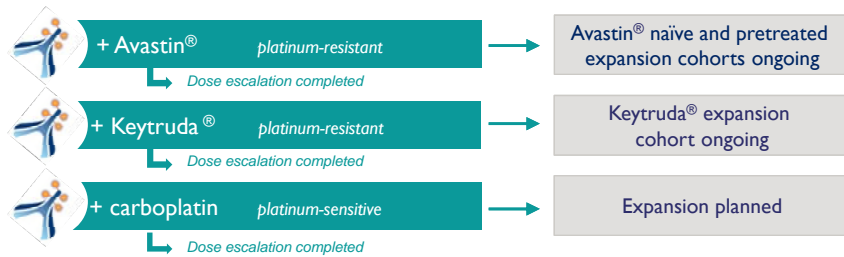 + Avastin® platinum-resistant
Avastin® naïve and pretreated
expansion cohorts ongoing
Dose escalation completed
+ Keytruda ® platinum-resistant
Keytruda® expansion
cohort ongoing
Dose escalation completed
+ carboplatin platinum-sensitive
Expansion planned
Dose escalation completed